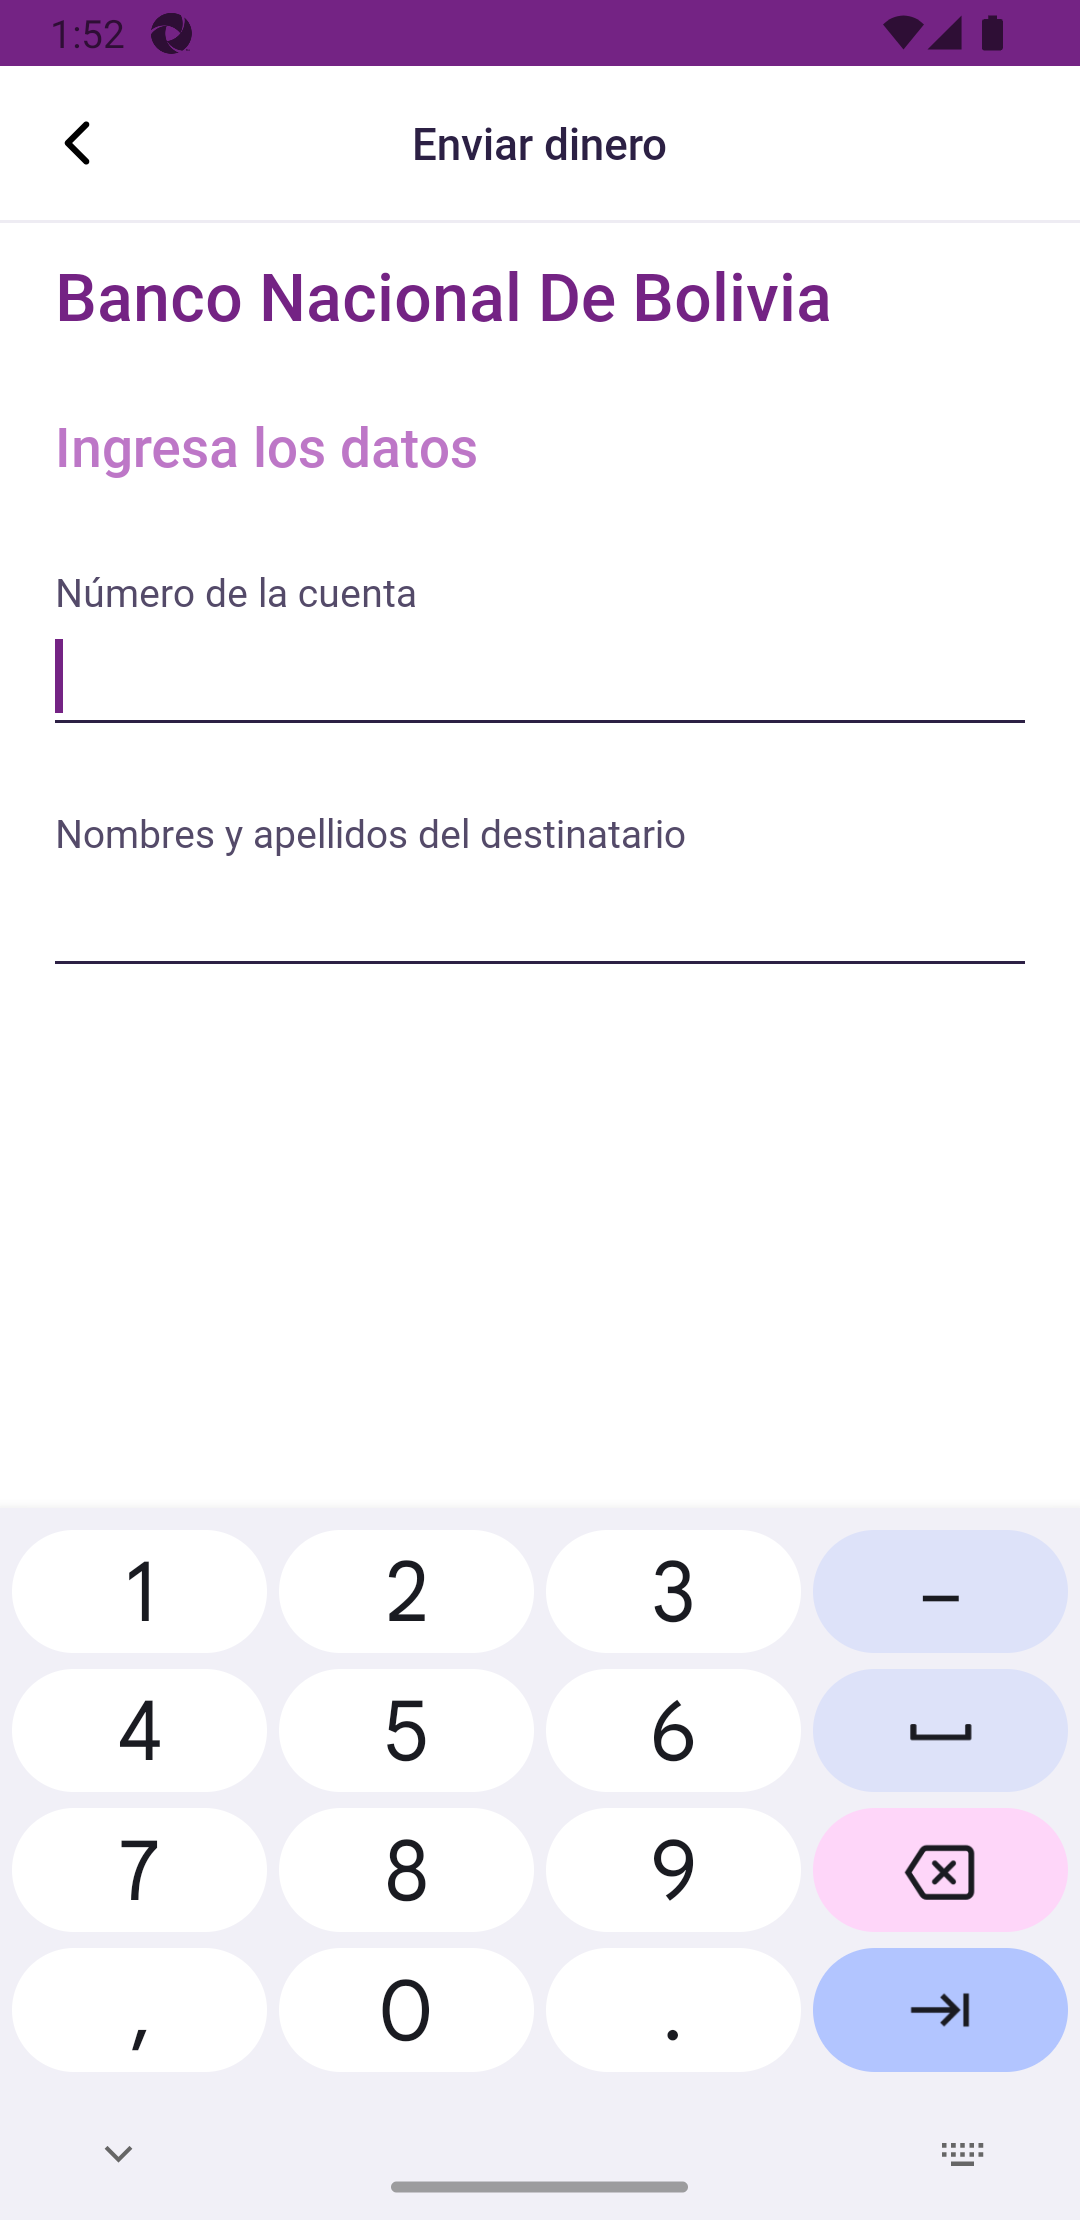 1:52
Enviar dinero
Banco Nacional De Bolivia
Ingresa los datos
Número de la cuenta
Nombres y apellidos del destinatario
1 2 3 –
4 5 6
7 8 9
, 0 .